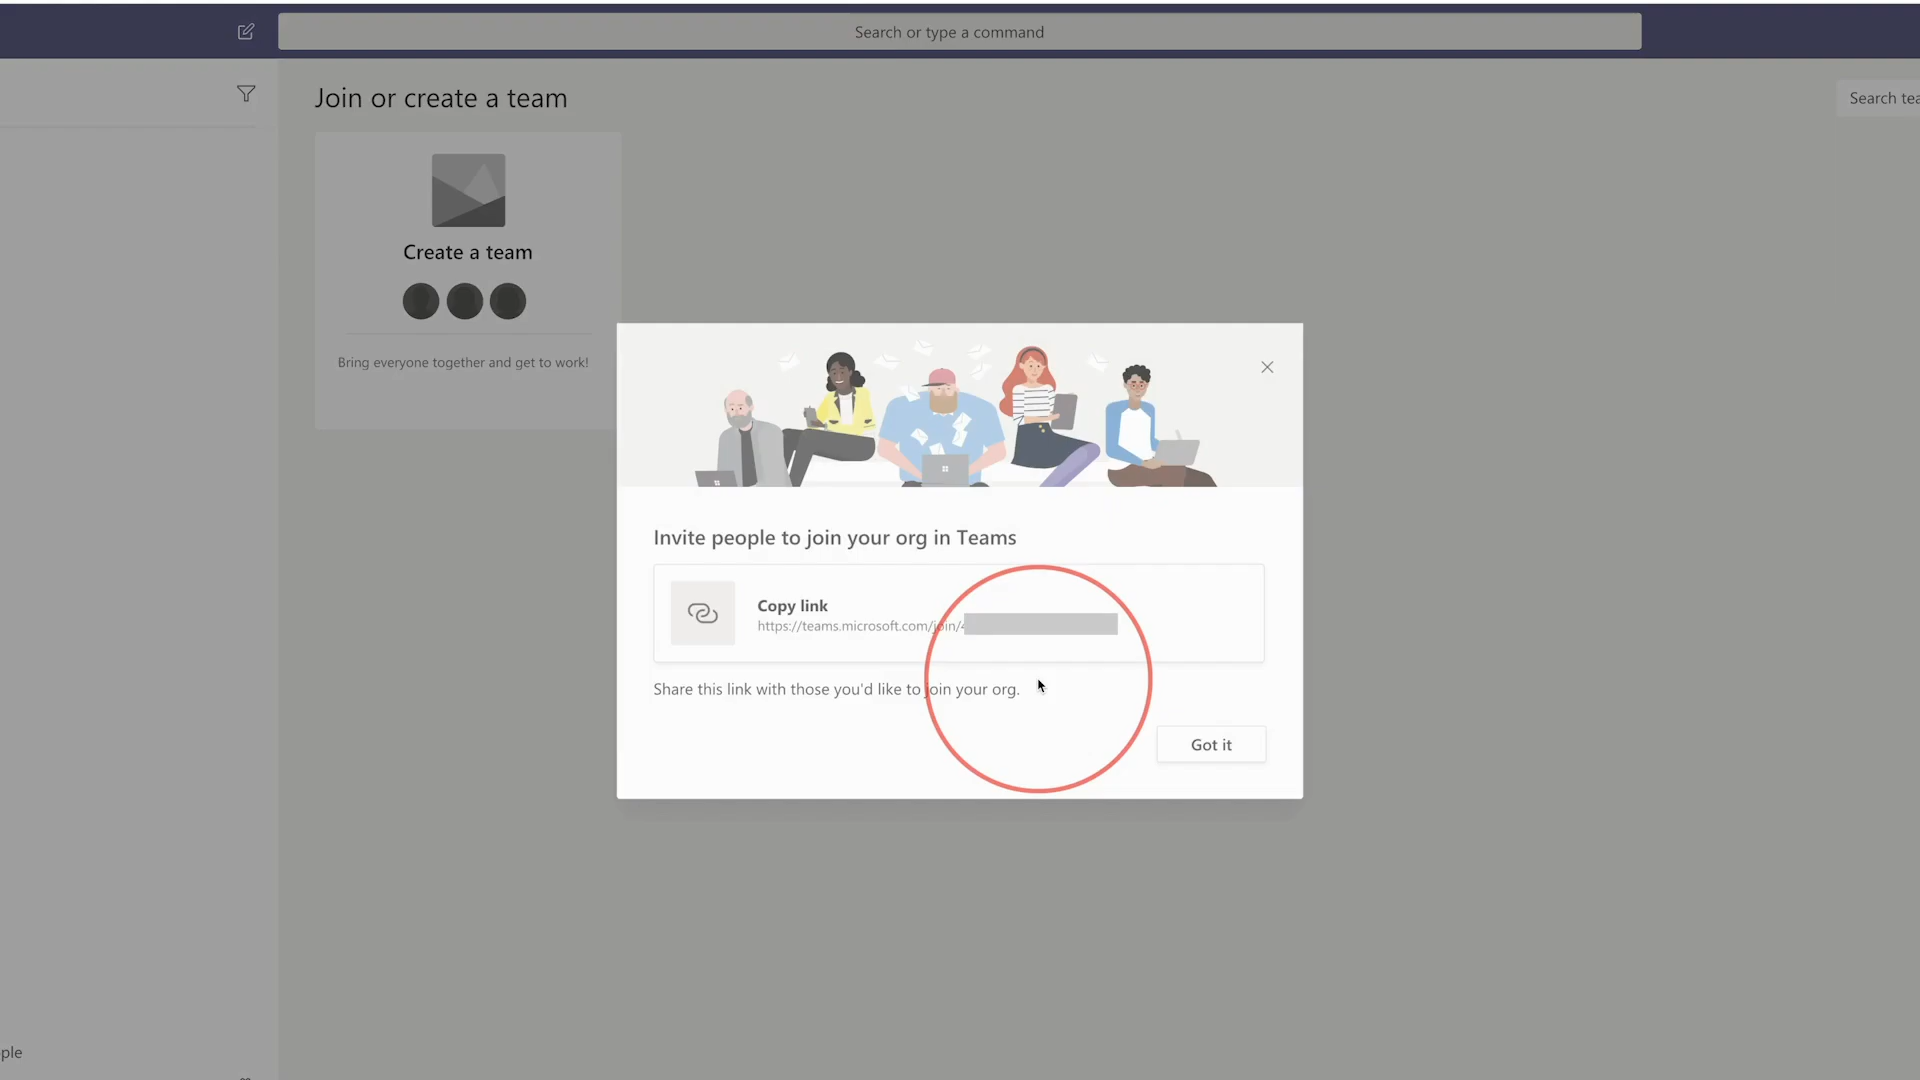 Search or type a command
Join or create a team
Search tea
Create a team
Bring everyone together and get to work!
Invite people to join your org in Teams
Copy link
https://teams.microsoft.com/join/
Share this link with those you'd like to join your org.
Got it
ple